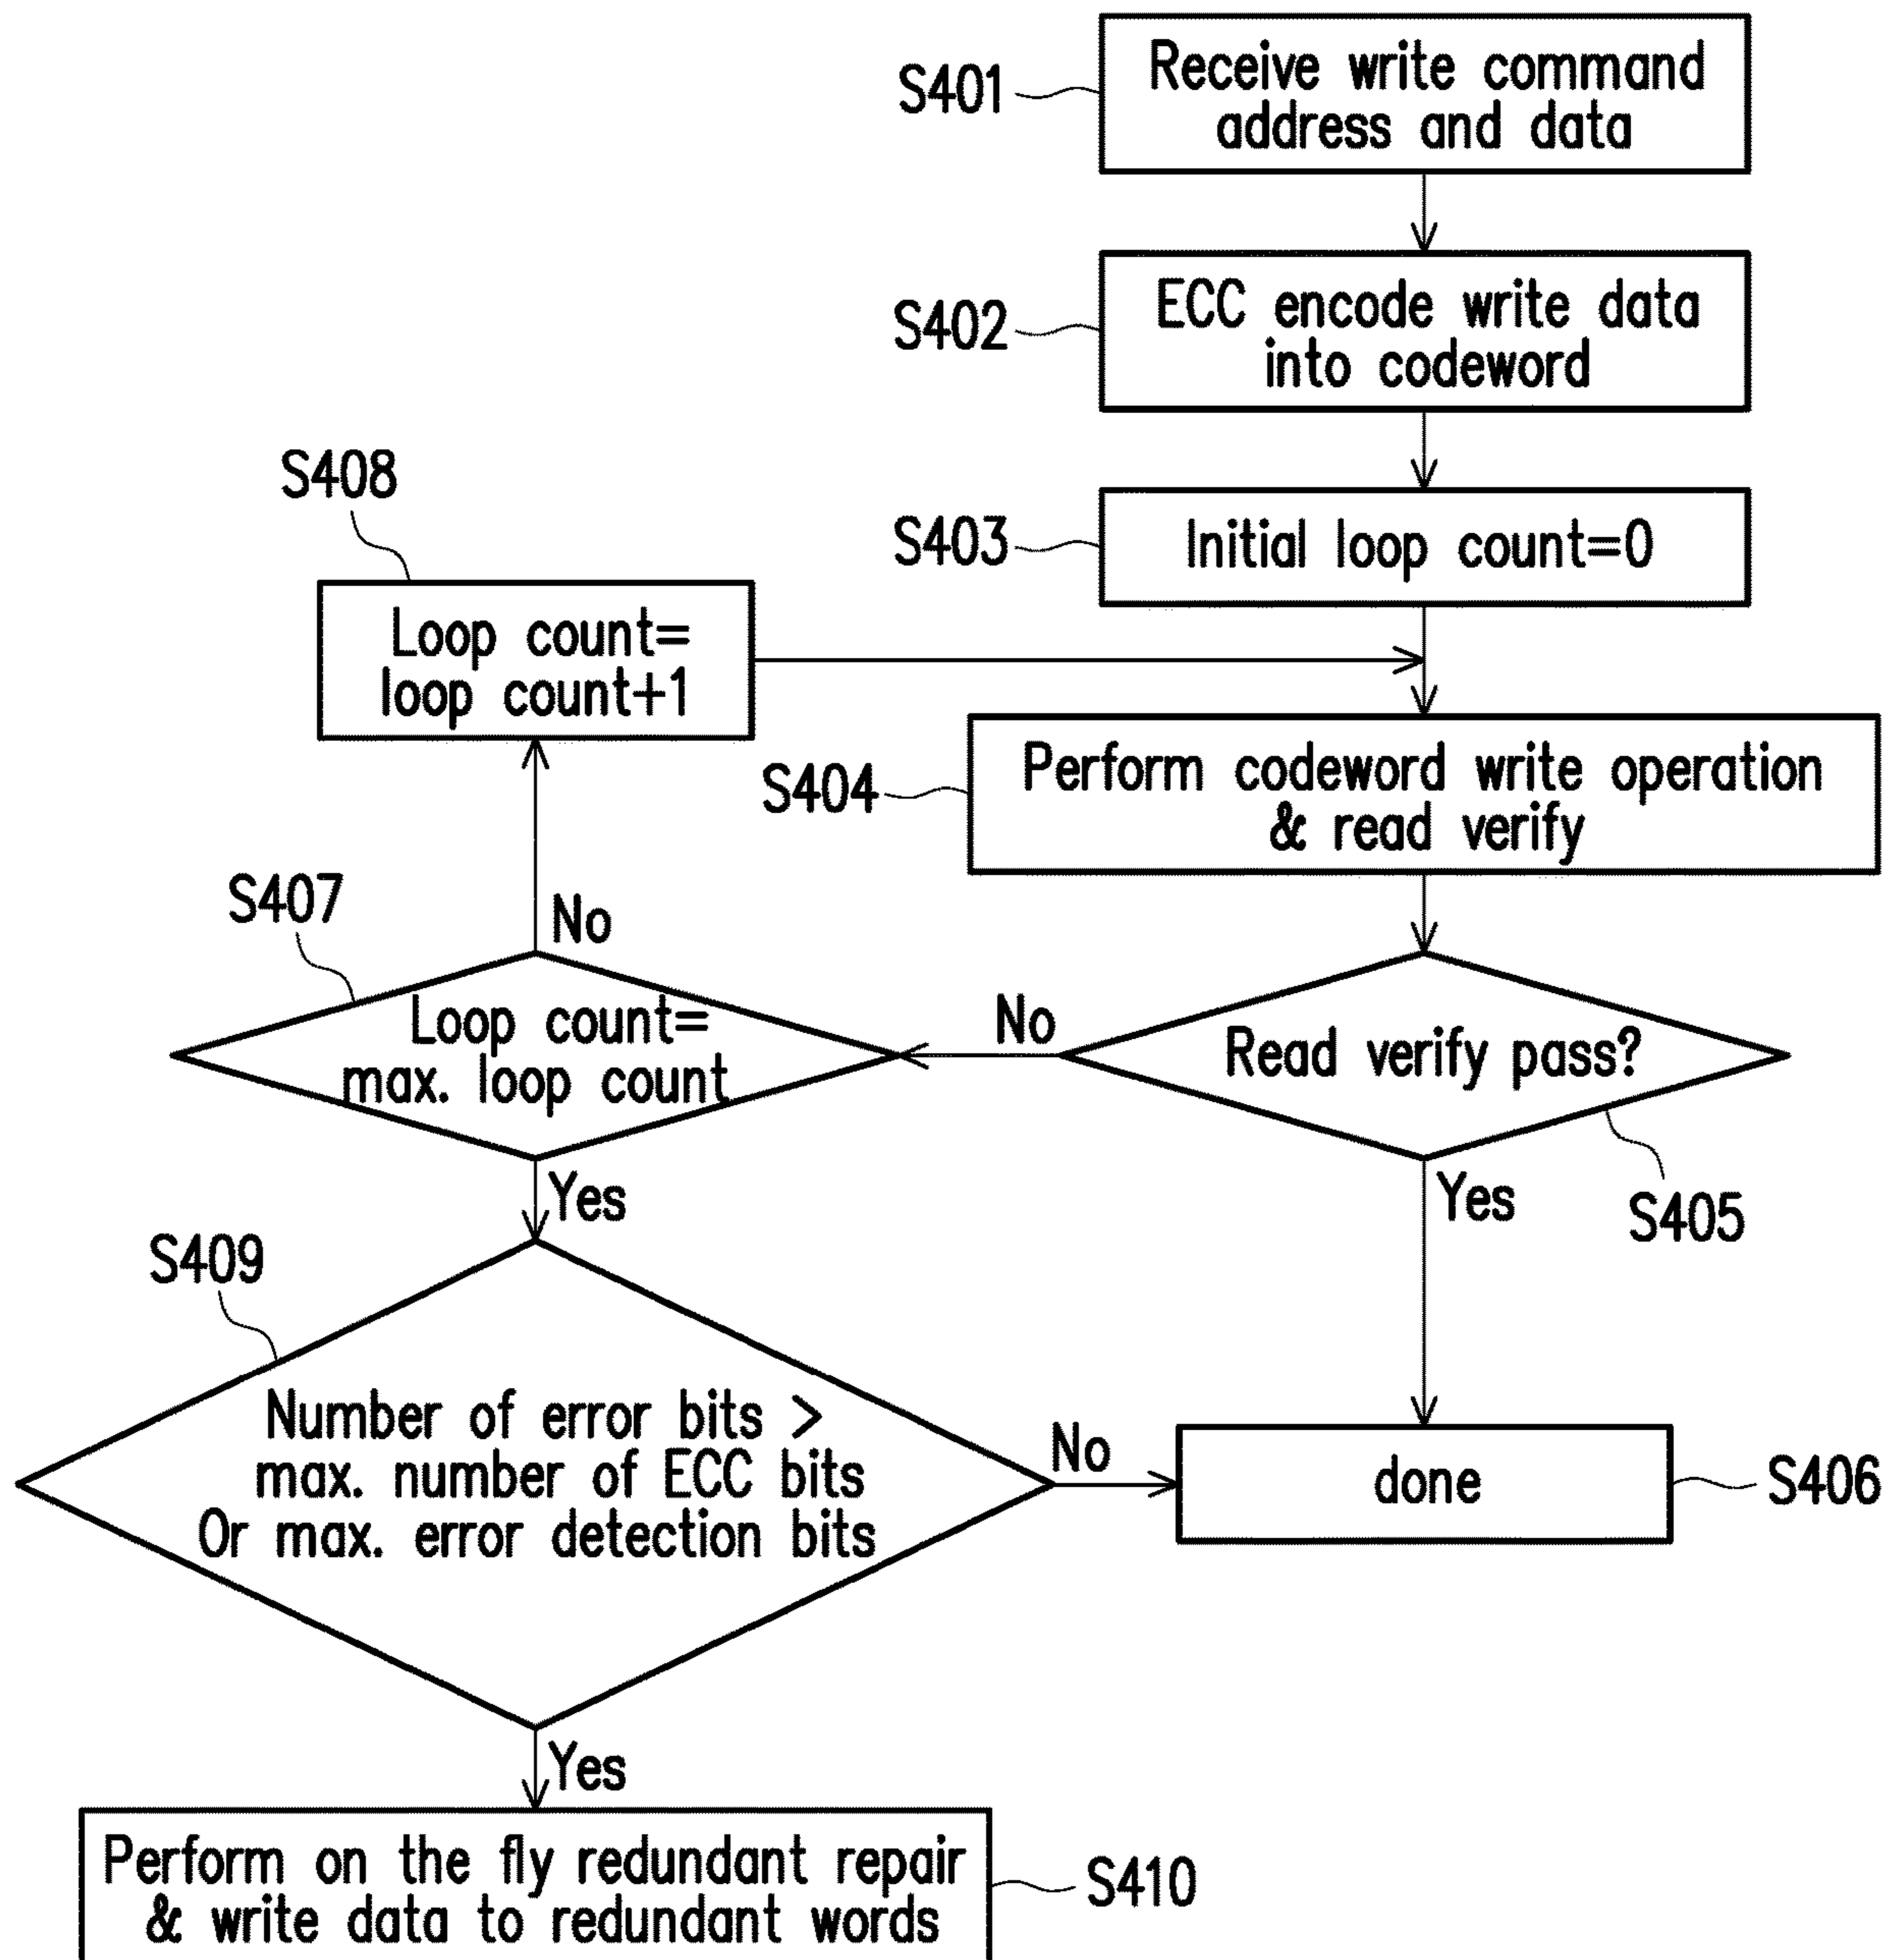 S401
Receive write command
address and data
S402
ECC encode write data
into codeword
S408
S403
Initial loop count=0
Loop count=
loop count+1
S404
Perform codeword write operation
& read verify
S407
No
Loop count=
max. loop count
No
Read verify pass?
Yes
Yes
S405
S409
Number of error bits >
max. number of ECC bits
Or max. error detection bits
No
done
S406
Yes
Perform on the fly redundant repair
& write data to redundant words
S410